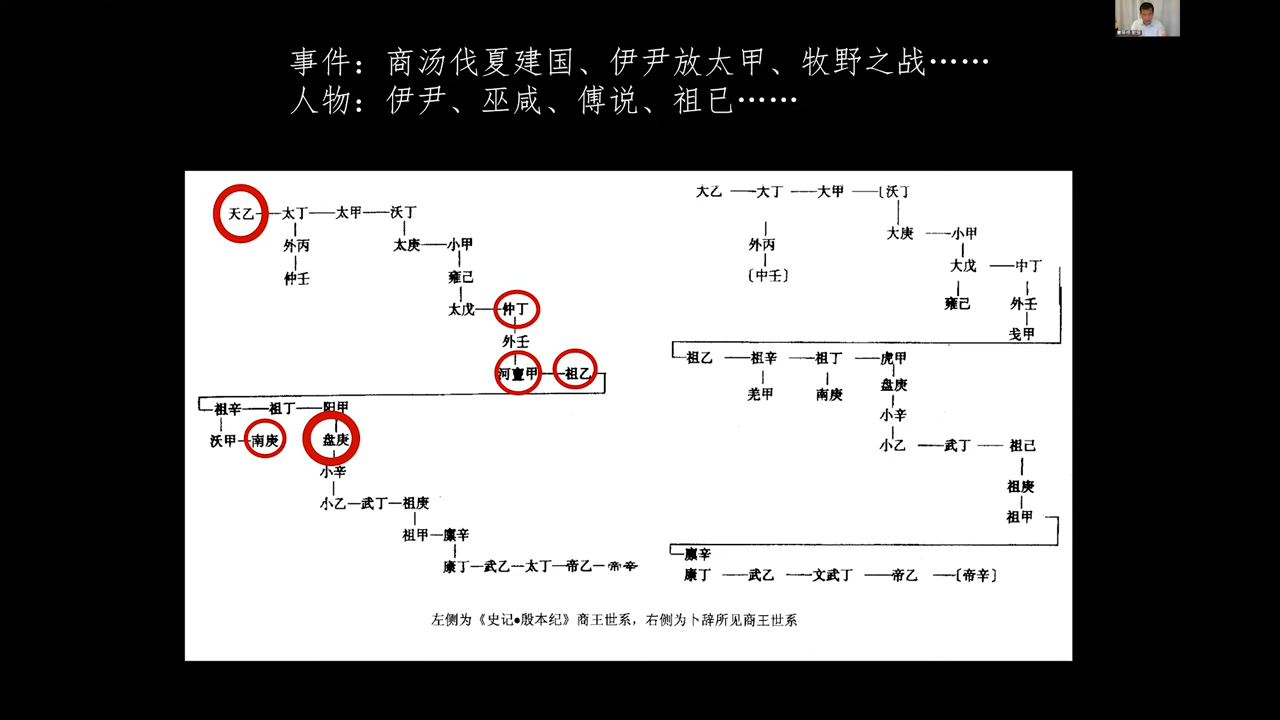 事件：商汤伐夏建国、伊尹放太甲、牧野之战……
人物：伊尹、巫咸、傅说、祖己……
天乙 太丁 太甲 沃丁
外丙 太庚 小甲
仲壬 雍己
太戊 仲丁
外壬
河亶甲 祖乙
祖辛 祖丁 阳甲
沃甲 南庚 盘庚
小辛
小乙 武丁 祖庚
祖甲 廪辛
康丁 武乙 太丁 帝乙 帝辛
大乙 大丁 大甲 〔沃丁
大庚 小甲
外丙
〔中壬〕
大戊 中丁
雍己 外壬
戋甲
祖乙 祖辛 祖丁 虎甲
羌甲 南庚 盘庚
小辛
小乙 武丁 祖己
祖庚
祖甲
廪辛
康丁 武乙 文武丁 帝乙 〔帝辛〕
左侧为《史记●殷本纪》商王世系，右侧为卜辞所见商王世系